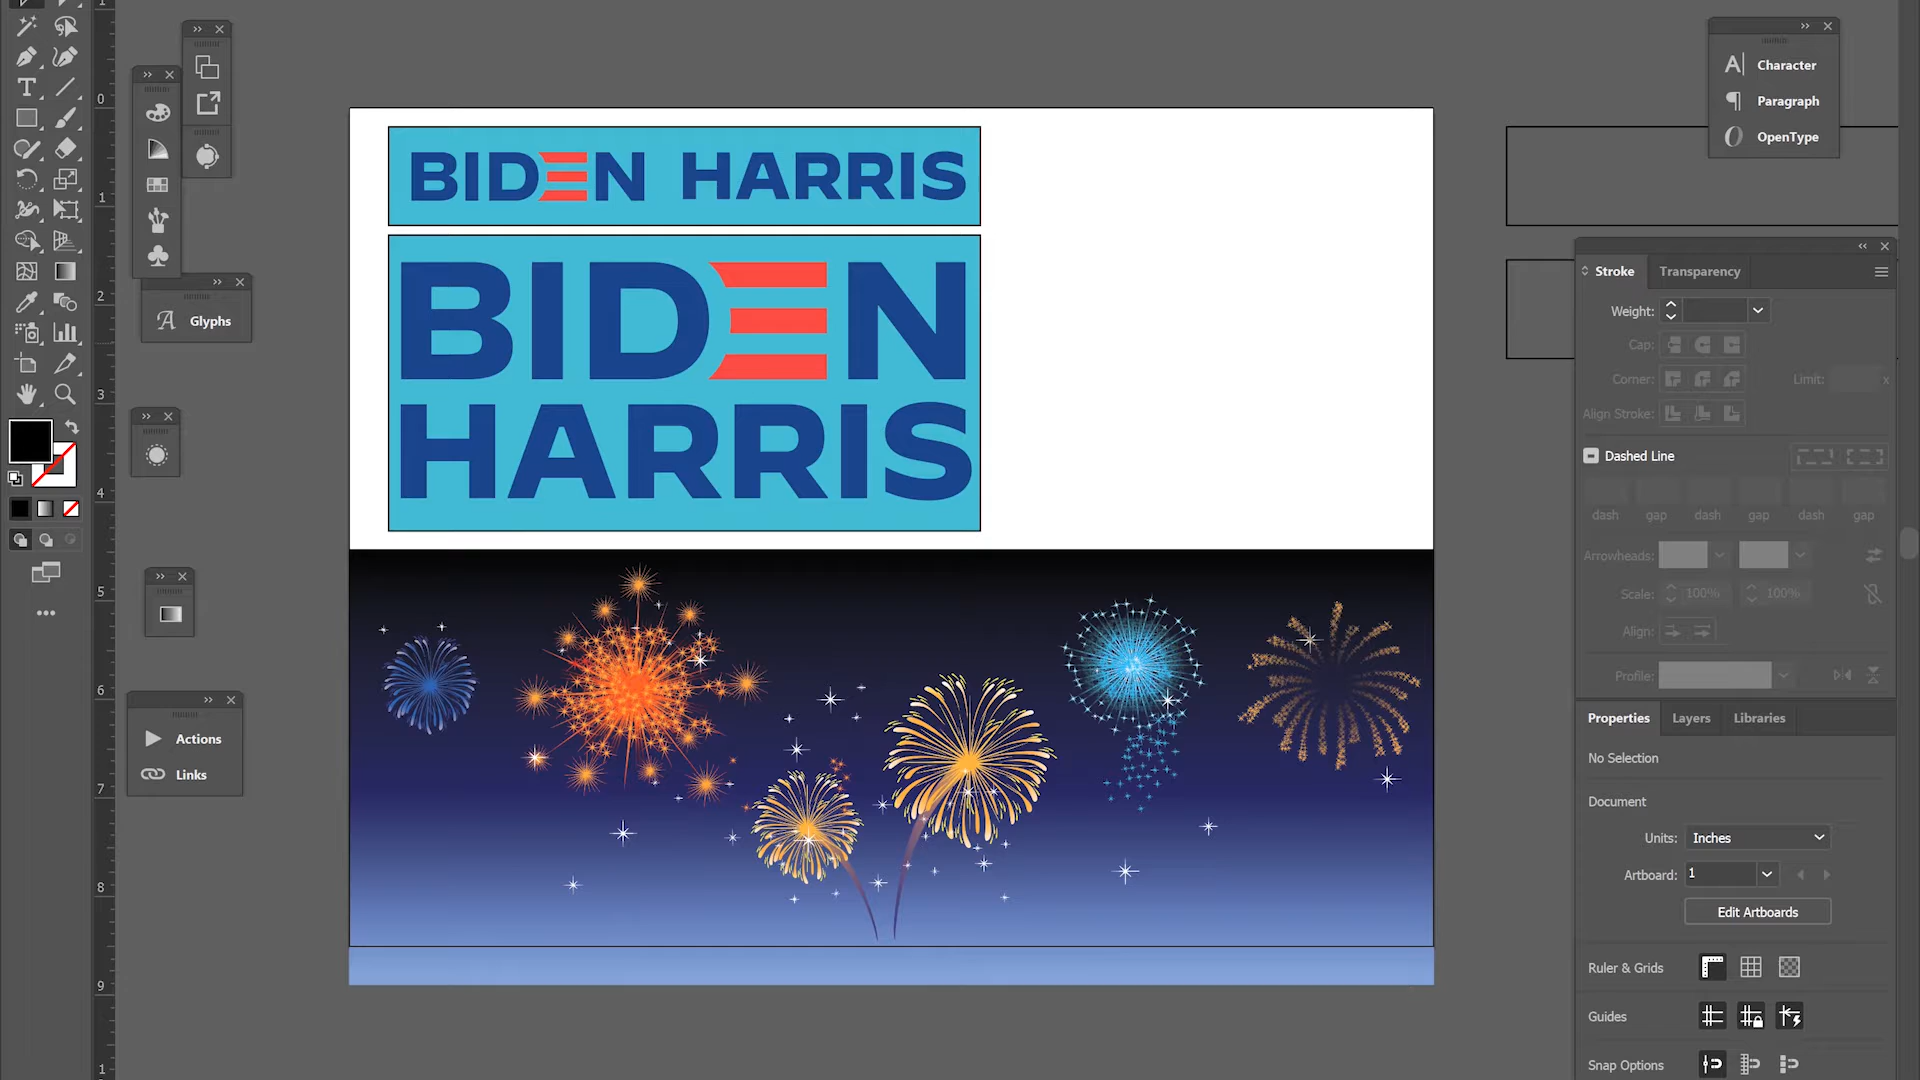 Character
Paragraph
OpenType
0
1
2
3
4
5
6
7
8
9
1
BIDEN HARRIS
BIDEN
HARRIS
Glyphs
Actions
Links
Stroke
Transparency
Weight:
Cap:
Corner:
Limit:
x
Align Stroke:
Dashed Line
dash
gap
dash
gap
dash
gap
Arrowheads:
Scale:
100%
100%
Align:
Profile:
Properties
Layers
Libraries
No Selection
Document
Units:
Inches
Artboard:
1
Edit Artboards
Ruler & Grids
Guides
Snap Options